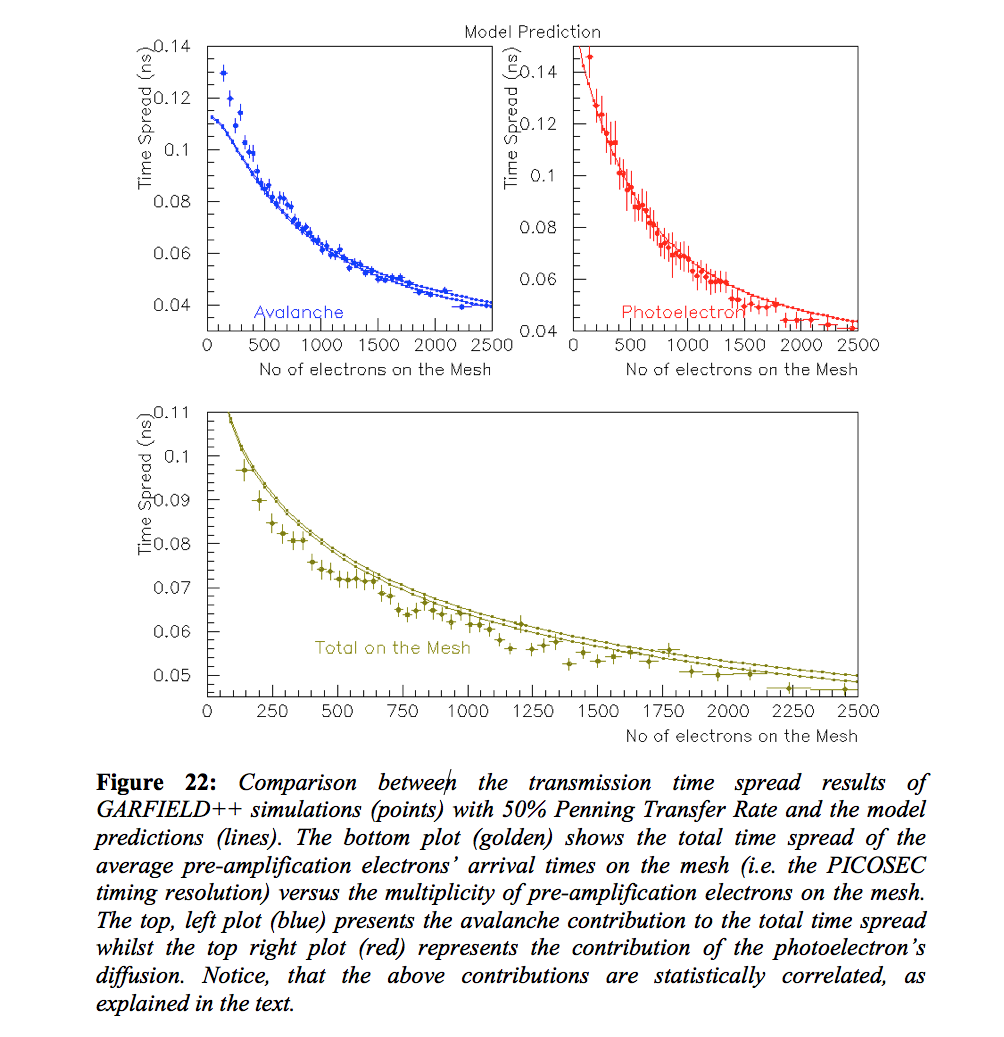 Model Prediction
Time Spread (ns)
0.14
0.12
0.1
0.08
0.06
0.04
Avalanche
0 500 1000 1500 2000 2500
No of electrons on the Mesh
Time Spread (ns)
0.14
0.12
0.1
0.08
0.06
0.04
Photoelectron
0 500 1000 1500 2000 2500
No of electrons on the Mesh
Time Spread (ns)
0.11
0.1
0.09
0.08
0.07
0.06
0.05
Total on the Mesh
0 250 500 750 1000 1250 1500 1750 2000 2250 2500
No of electrons on the Mesh
Figure 22: Comparison between the transmission time spread results of
GARFIELD++ simulations (points) with 50% Penning Transfer Rate and the model
predictions (lines). The bottom plot (golden) shows the total time spread of the
average pre-amplification electrons’ arrival times on the mesh (i.e. the PICOSEC
timing resolution) versus the multiplicity of pre-amplification electrons on the mesh.
The top, left plot (blue) presents the avalanche contribution to the total time spread
whilst the top right plot (red) represents the contribution of the photoelectron’s
diffusion. Notice, that the above contributions are statistically correlated, as
explained in the text.